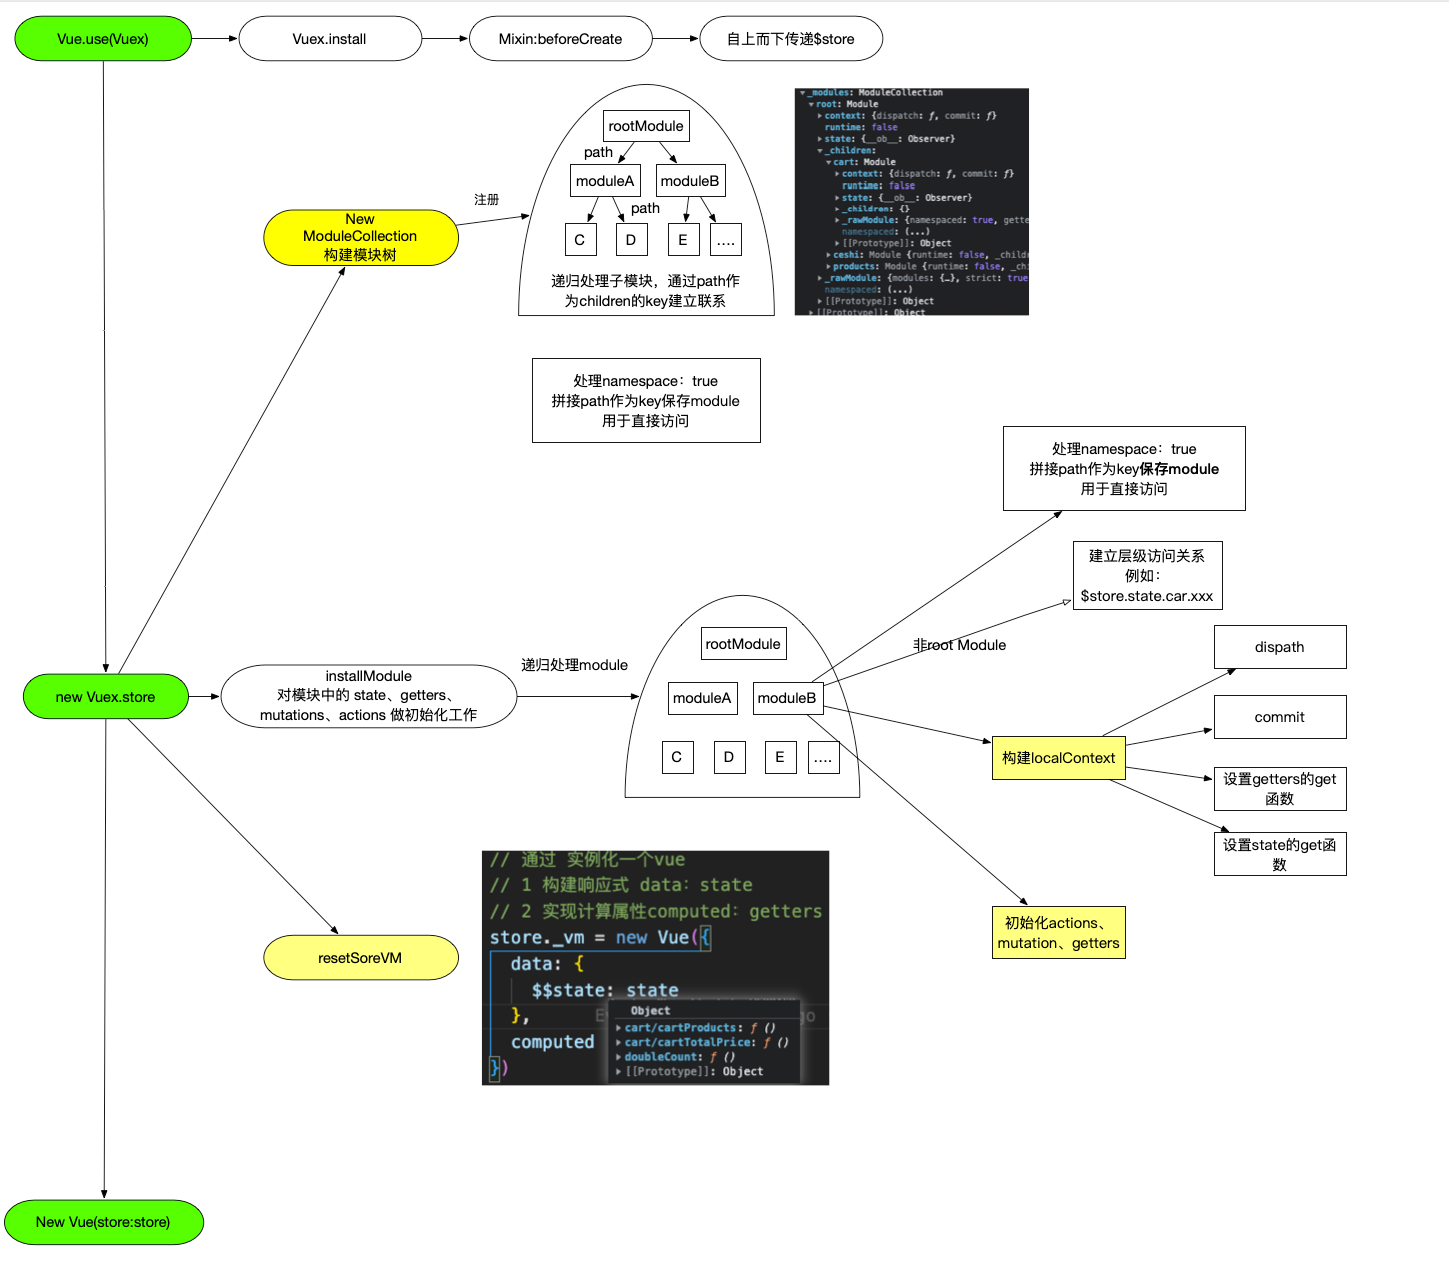 Vue.use(Vuex)
Vuex.install
Mixin:beforeCreate
自上而下传递$store
rootModule
path
moduleA
moduleB
path
C
D
E
....
递归处理子模块，通过path作
为children的key建立联系
注册
New
ModuleCollection
构建模块树
_modules: ModuleCollection
root: Module
context: {dispatch: ƒ, commit: ƒ}
runtime: false
state: {__ob__: Observer}
_children:
cart: Module
context: {dispatch: ƒ, commit: ƒ}
runtime: false
state: {__ob__: Observer}
_children: {}
_rawModule: {namespaced: true, gette
namespaced: (...)
[[Prototype]]: Object
ceshi: Module {runtime: false, _childr
products: Module {runtime: false, _chi
_rawModule: {modules: {…}, strict: true
namespaced: (...)
[[Prototype]]: Object
[[Prototype]]: Object
处理namespace：true
拼接path作为key保存module
用于直接访问
处理namespace：true
拼接path作为key保存module
用于直接访问
建立层级访问关系
例如：
$store.state.car.xxx
非root Module
new Vuex.store
installModule
对模块中的 state、getters、
mutations、actions 做初始化工作
递归处理module
rootModule
moduleA
moduleB
C
D
E
....
构建localContext
dispath
commit
设置getters的get
函数
设置state的get函
数
初始化actions、
mutation、getters
resetSoreVM
// 通过 实例化一个vue
// 1 构建响应式 data：state
// 2 实现计算属性computed：getters
store._vm = new Vue({
data: {
$$state: state
},
computed
})
Object
cart/cartProducts: ƒ ()
cart/cartTotalPrice: ƒ ()
doubleCount: ƒ ()
[[Prototype]]: Object
New Vue(store:store)